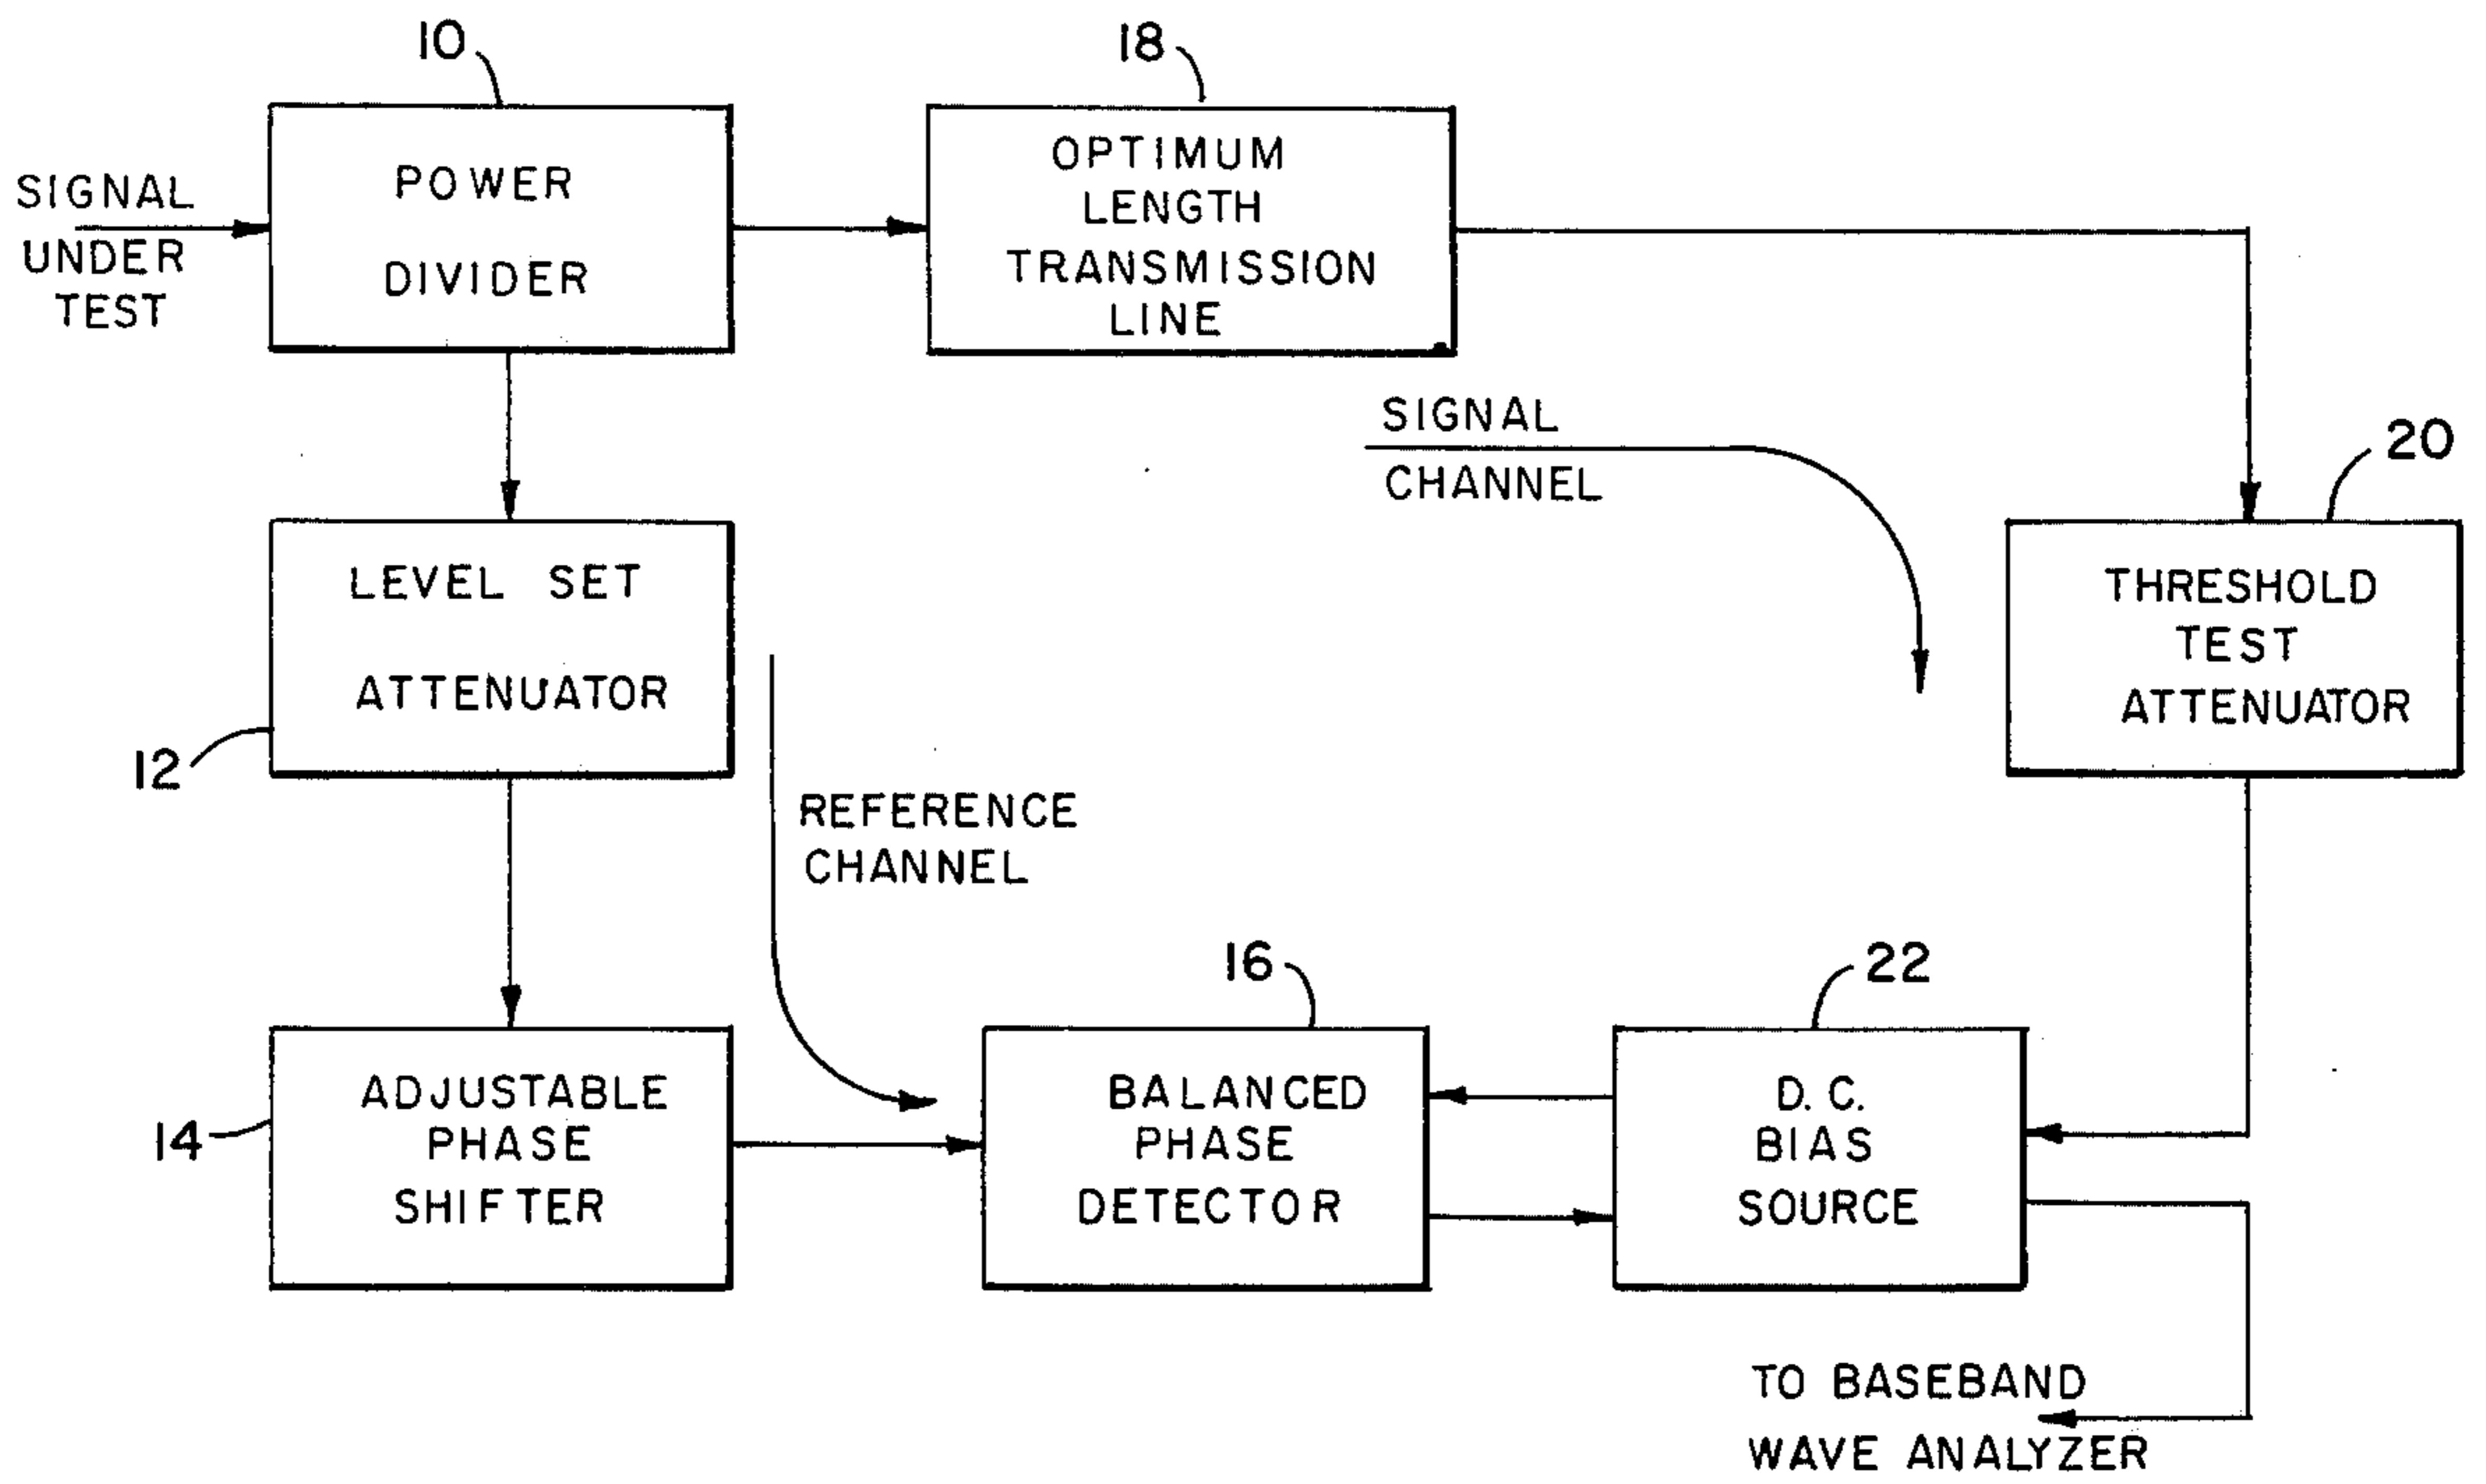 10
18
SIGNAL
UNDER
TEST
POWER
DIVIDER
OPTIMUM
LENGTH
TRANSMISSION
LINE
SIGNAL
CHANNEL
20
LEVEL SET
ATTENUATOR
12
THRESHOLD
TEST
ATTENUATOR
REFERENCE
CHANNEL
16
22
14
ADJUSTABLE
PHASE
SHIFTER
BALANCED
PHASE
DETECTOR
D.C.
BIAS
SOURCE
TO BASEBAND
WAVE ANALYZER